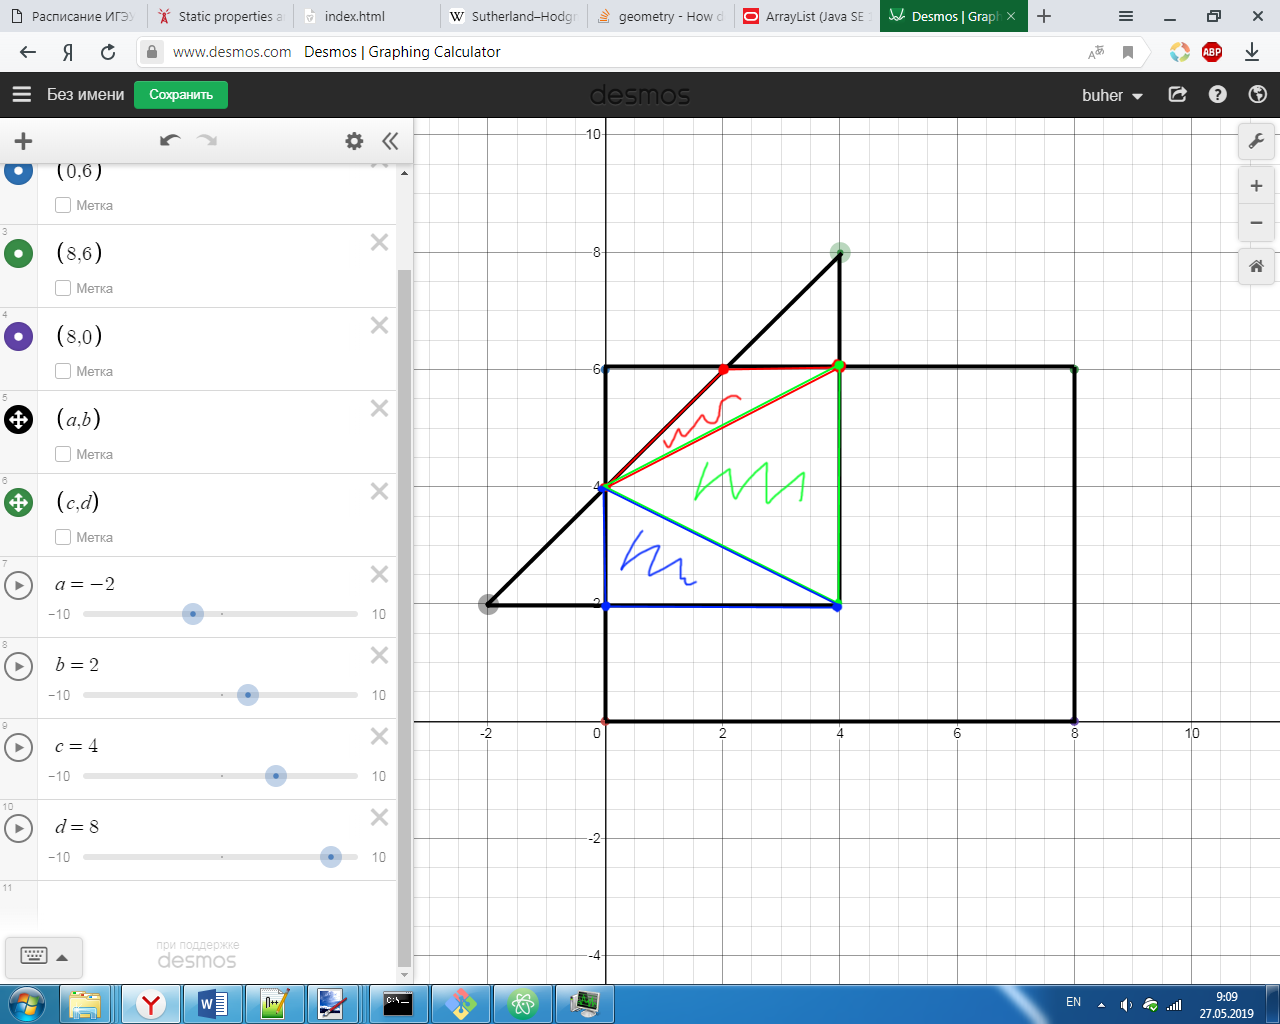 Расписание ИГЭУ
Static properties a
index.html
Sutherland–Hodg
geometry - How d
ArrayList (Java SE
Desmos | Graph
www.desmos.com Desmos | Graphing Calculator
ABP
Без имени
Сохранить
desmos
buher
(0,6)
Метка
3
(8,6)
Метка
4
(8,0)
Метка
5
(a,b)
Метка
6
(c,d)
Метка
7
a = −2
−10 10
8
b = 2
−10 10
9
c = 4
−10 10
10
d = 8
−10 10
11
при поддержке
desmos
10
8
6
4
2
-2 0 2 4 6 8 10
-2
-4
EN
9:09
27.05.2019